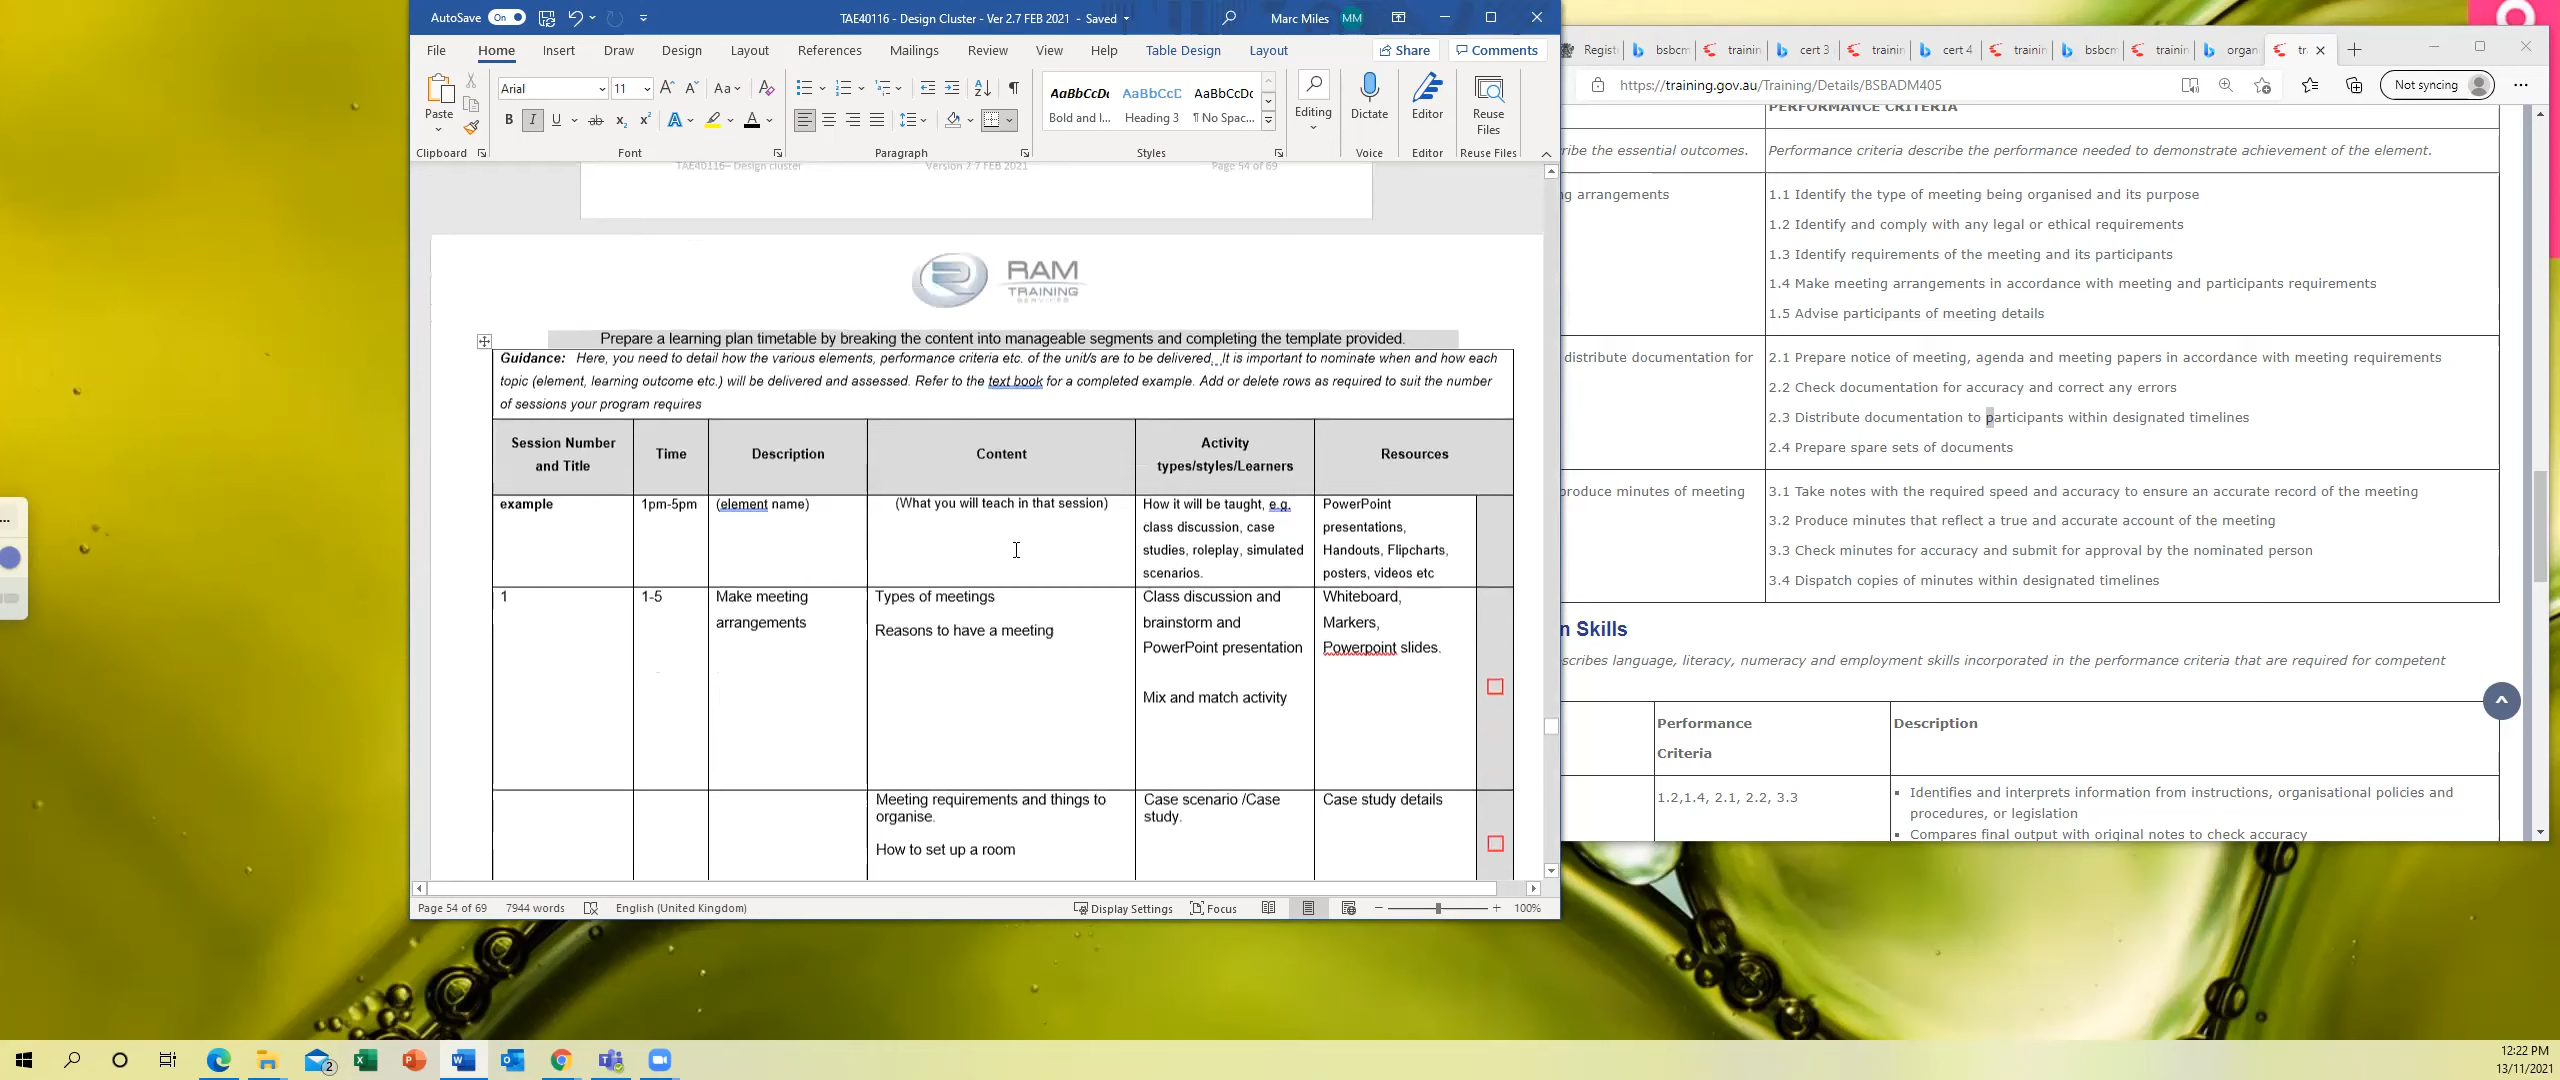 AutoSave On TAE40116 - Design Cluster - Ver 2.7 FEB 2021 - Saved Marc Miles MM
File Home Insert Draw Design Layout References Mailings Review View Help Table Design Layout Share Comments
Paste
Arial 11 Aa
AaBbCcDc AaBbCcD AaBbCcDc
Bold and I... Heading 3 ¶ No Spac...
Editing Dictate Editor Reuse Files
Clipboard Font Paragraph Styles Voice Editor Reuse Files
TAE40116– Design cluster Version 2.7 FEB 2021 Page 54 of 69
RAM
TRAINING
SERVICES
Prepare a learning plan timetable by breaking the content into manageable segments and completing the template provided.
Guidance: Here, you need to detail how the various elements, performance criteria etc. of the unit/s are to be delivered, It is important to nominate when and how each
topic (element, learning outcome etc.) will be delivered and assessed. Refer to the text book for a completed example. Add or delete rows as required to suit the number
of sessions your program requires
Session Number and Title Time Description Content Activity types/styles/Learners Resources
example 1pm-5pm (element name) (What you will teach in that session) How it will be taught, e.g. PowerPoint
class discussion, case presentations,
studies, roleplay, simulated Handouts, Flipcharts,
scenarios. posters, videos etc
1 1-5 Make meeting Types of meetings Class discussion and Whiteboard,
arrangements Reasons to have a meeting brainstorm and Markers,
PowerPoint presentation Powerpoint slides.
Mix and match activity
Meeting requirements and things to Case scenario /Case Case study details
organise. study.
How to set up a room
Page 54 of 69 7944 words English (United Kingdom) Display Settings Focus 100%
Regist bsbcm trainin cert 3 trainin cert 4 trainin bsbcm trainin organ tr
https://training.gov.au/Training/Details/BSBADM405 Not syncing
PERFORMANCE CRITERIA
ribe the essential outcomes. Performance criteria describe the performance needed to demonstrate achievement of the element.
ng arrangements 1.1 Identify the type of meeting being organised and its purpose
1.2 Identify and comply with any legal or ethical requirements
1.3 Identify requirements of the meeting and its participants
1.4 Make meeting arrangements in accordance with meeting and participants requirements
1.5 Advise participants of meeting details
distribute documentation for 2.1 Prepare notice of meeting, agenda and meeting papers in accordance with meeting requirements
2.2 Check documentation for accuracy and correct any errors
2.3 Distribute documentation to participants within designated timelines
2.4 Prepare spare sets of documents
produce minutes of meeting 3.1 Take notes with the required speed and accuracy to ensure an accurate record of the meeting
3.2 Produce minutes that reflect a true and accurate account of the meeting
3.3 Check minutes for accuracy and submit for approval by the nominated person
3.4 Dispatch copies of minutes within designated timelines
n Skills
scribes language, literacy, numeracy and employment skills incorporated in the performance criteria that are required for competent
Performance Criteria Description
1.2,1.4, 2.1, 2.2, 3.3 ▪ Identifies and interprets information from instructions, organisational policies and
procedures, or legislation
▪ Compares final output with original notes to check accuracy
2
12:22 PM
13/11/2021